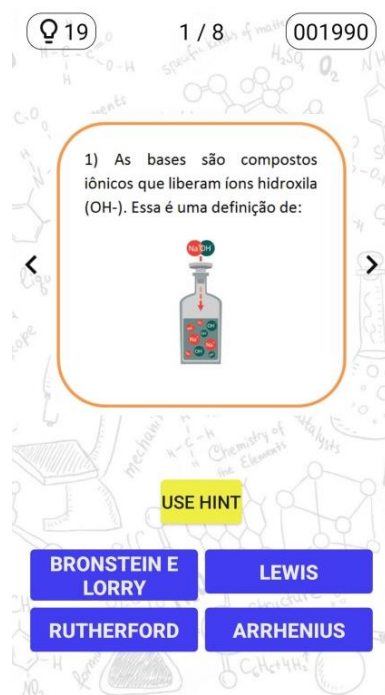 19
1 / 8
001990
1) As bases são compostos
iônicos que liberam íons hidroxila
(OH-). Essa é uma definição de:
Na OH
USE HINT
BRONSTEIN E
LORRY
LEWIS
RUTHERFORD
ARRHENIUS